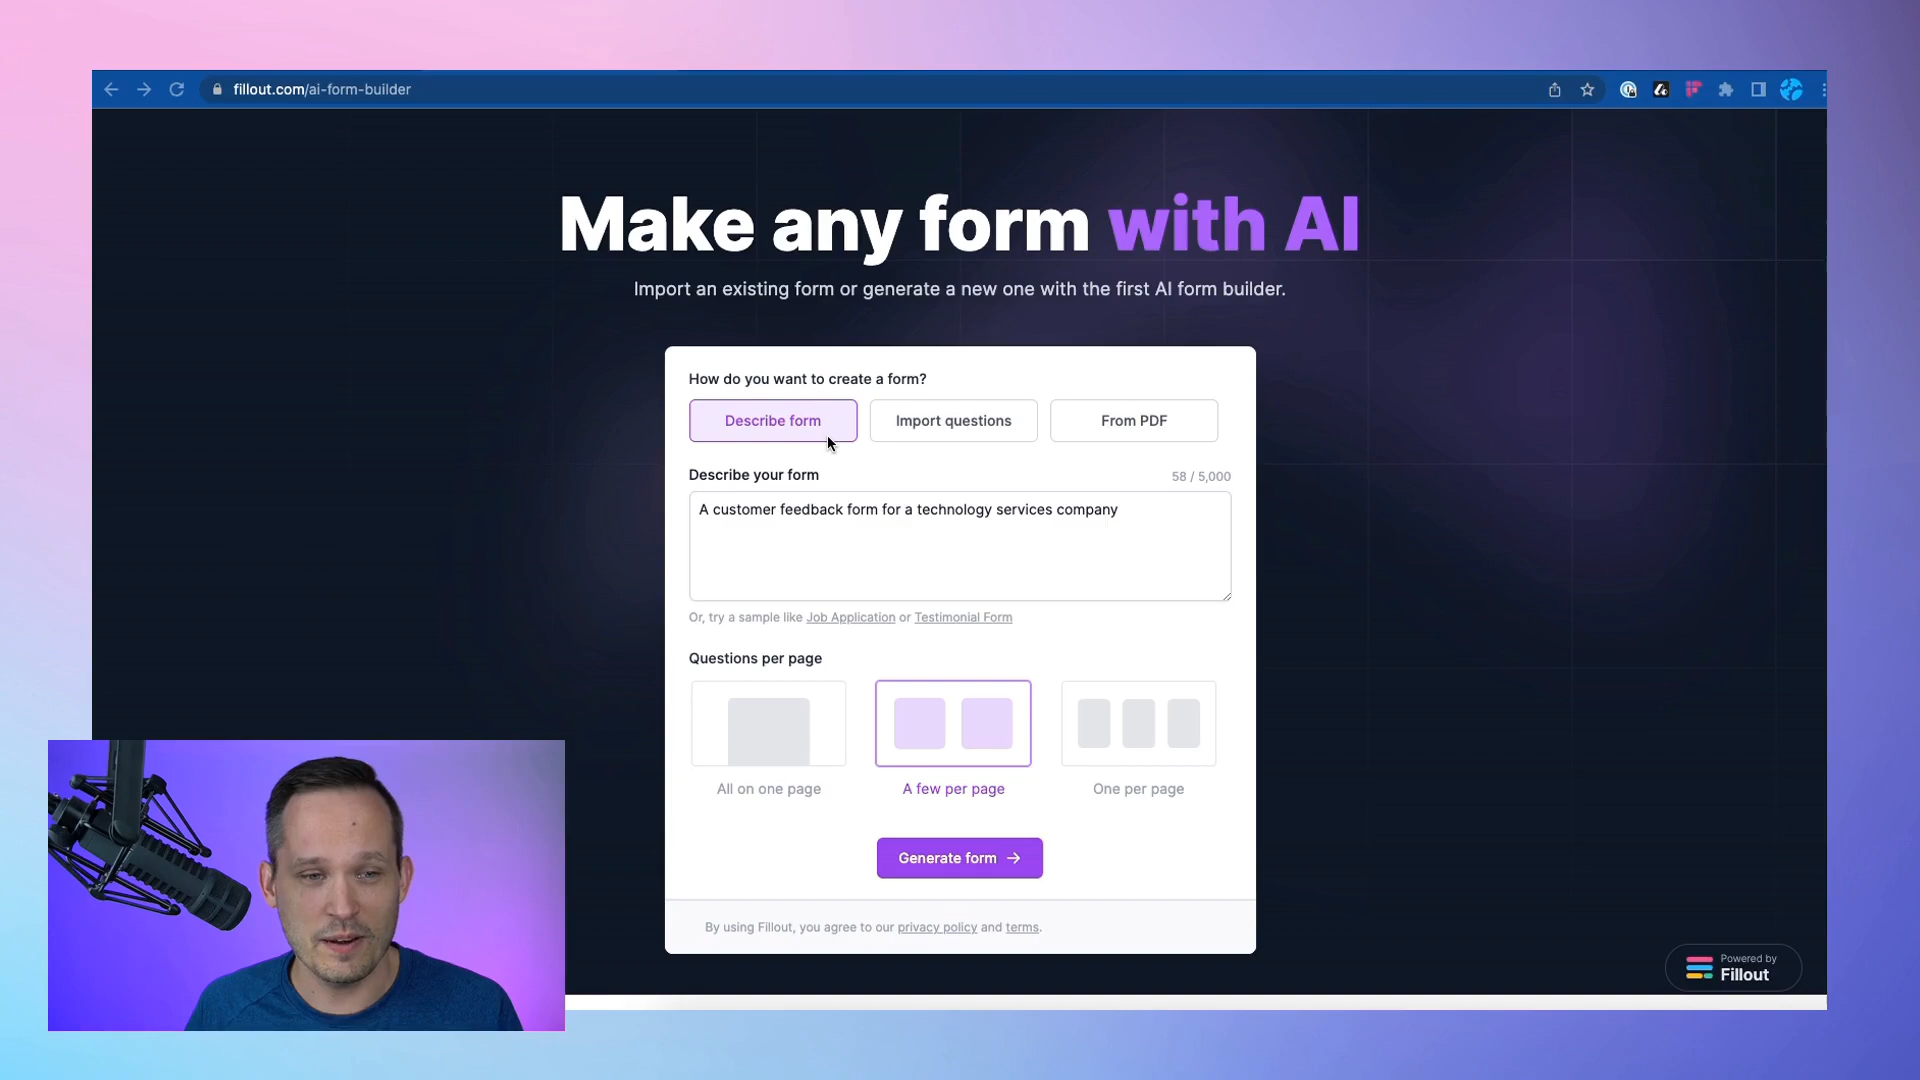 fillout.com/ai-form-builder
Make any form with AI
Import an existing form or generate a new one with the first AI form builder.
How do you want to create a form?
Describe form
Import questions
From PDF
Describe your form
58 / 5,000
A customer feedback form for a technology services company
Or, try a sample like Job Application or Testimonial Form
Questions per page
All on one page
A few per page
One per page
Generate form →
By using Fillout, you agree to our privacy policy and terms.
Powered by
Fillout